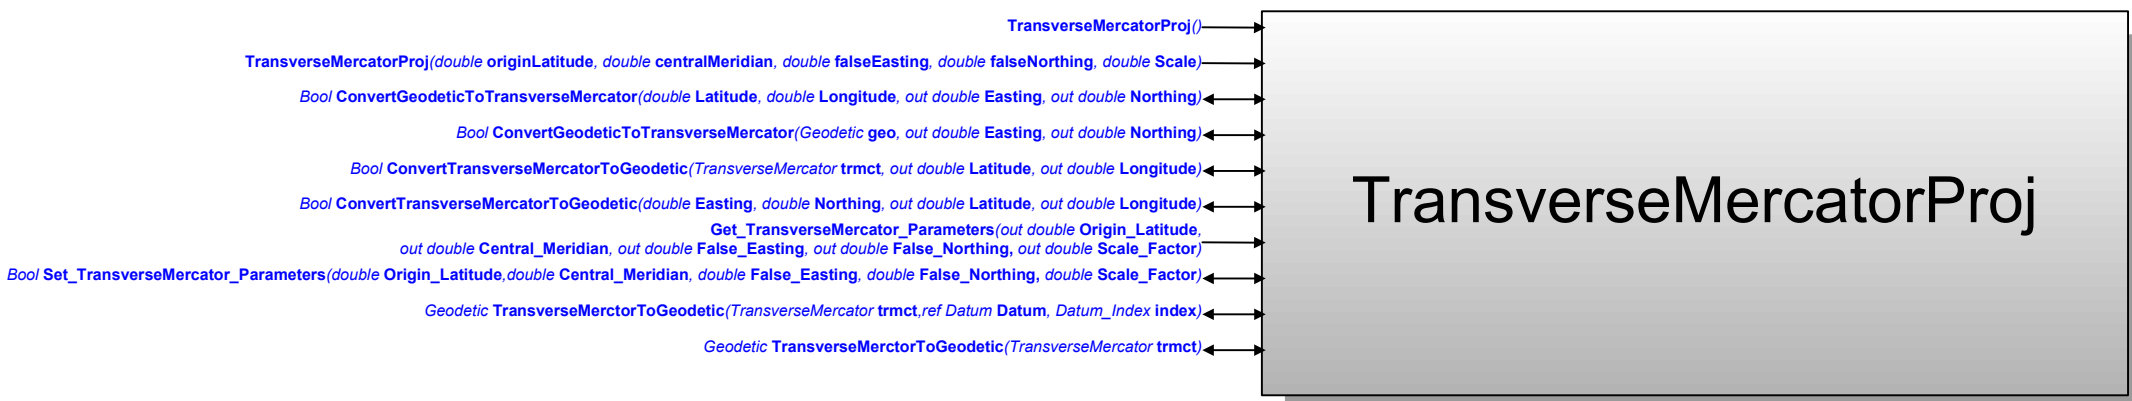 TransverseMercatorProj()
TransverseMercatorProj(double originLatitude, double centralMeridian, double falseEasting, double falseNorthing, double Scale)
Bool ConvertGeodeticToTransverseMercator(double Latitude, double Longitude, out double Easting, out double Northing)
Bool ConvertGeodeticToTransverseMercator(Geodetic geo, out double Easting, out double Northing)
Bool ConvertTransverseMercatorToGeodetic(TransverseMercator trmct, out double Latitude, out double Longitude)
Bool ConvertTransverseMercatorToGeodetic(double Easting, double Northing, out double Latitude, out double Longitude)
Get_TransverseMercator_Parameters(out double Origin_Latitude,
out double Central_Meridian, out double False_Easting, out double False_Northing, out double Scale_Factor)
Bool Set_TransverseMercator_Parameters(double Origin_Latitude,double Central_Meridian, double False_Easting, double False_Northing, double Scale_Factor)
Geodetic TransverseMerctorToGeodetic(TransverseMercator trmct,ref Datum Datum, Datum_Index index)
Geodetic TransverseMerctorToGeodetic(TransverseMercator trmct)
TransverseMercatorProj